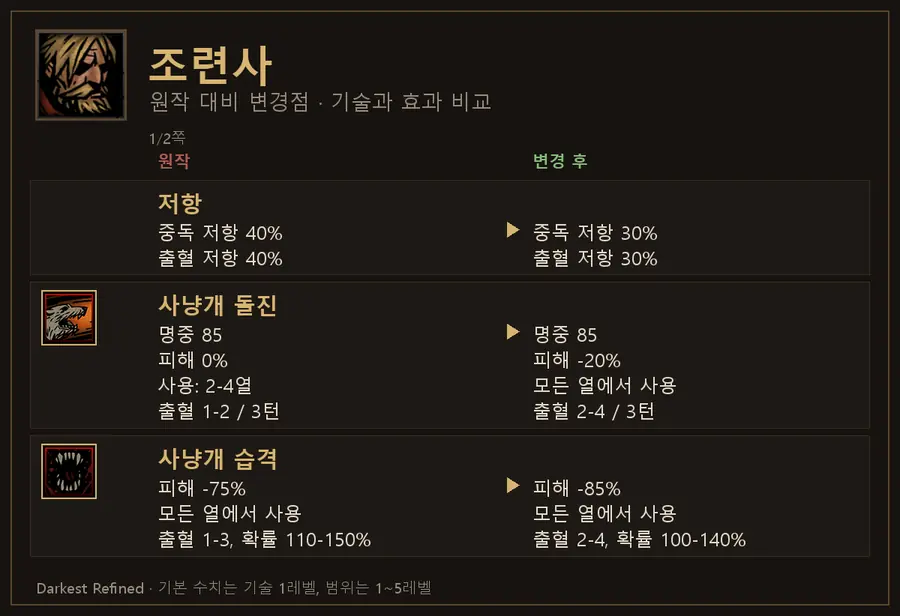 조련사
원작 대비 변경점 · 기술과 효과 비교
1/2쪽
원작
변경 후
저항
중독 저항 40%
출혈 저항 40%
▶ 중독 저항 30%
출혈 저항 30%
사냥개 돌진
명중 85
피해 0%
사용: 2-4열
출혈 1-2 / 3턴
▶ 명중 85
피해 -20%
모든 열에서 사용
출혈 2-4 / 3턴
사냥개 습격
피해 -75%
모든 열에서 사용
출혈 1-3, 확률 110-150%
▶ 피해 -85%
모든 열에서 사용
출혈 2-4, 확률 100-140%
Darkest Refined · 기본 수치는 기술 1레벨, 범위는 1~5레벨